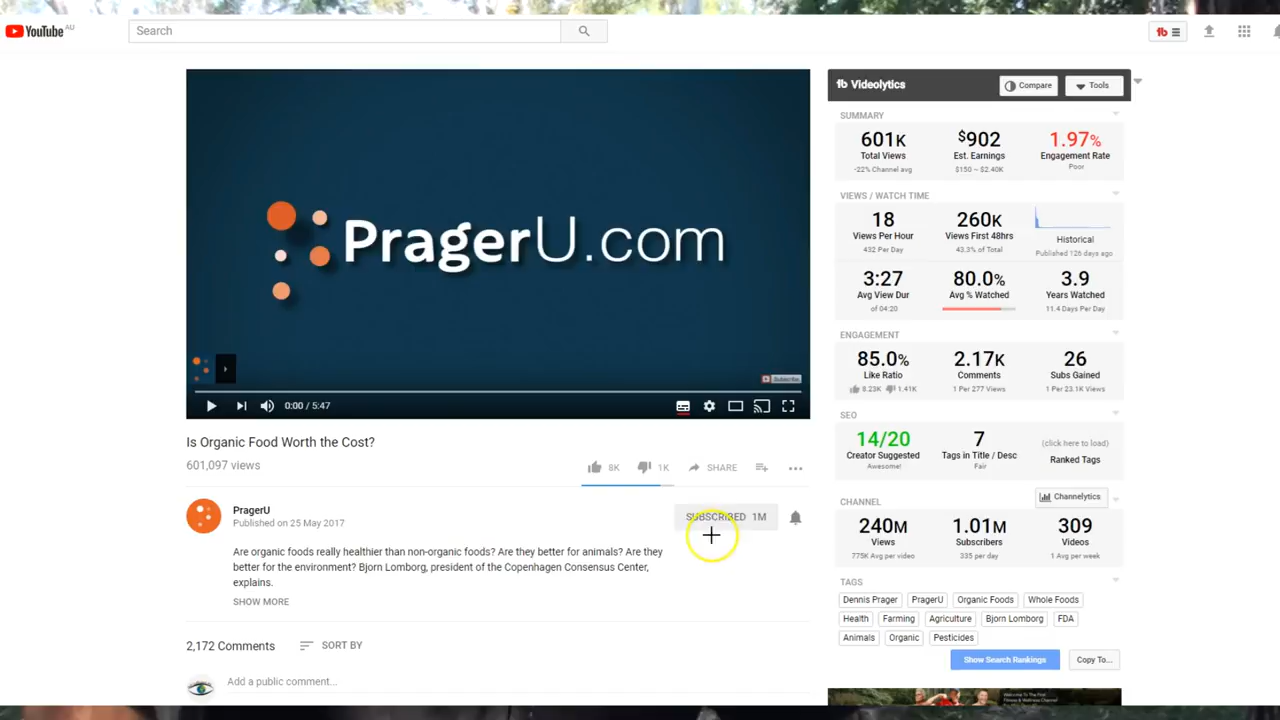 YouTube AU
Search
PragerU.com
Subscribe
0:00 / 5:47
Is Organic Food Worth the Cost?
601,097 views
8K
1K
SHARE
PragerU
Published on 25 May 2017
SUBSCRIBED 1M
Are organic foods really healthier than non-organic foods? Are they better for animals? Are they
better for the environment? Bjorn Lomborg, president of the Copenhagen Consensus Center,
explains.
SHOW MORE
2,172 Comments
SORT BY
Add a public comment...
tb
tb Videolytics
Compare
Tools
SUMMARY
601K $902 1.97%
Total Views Est. Earnings Engagement Rate
-22% Channel avg $150 ~ $2.40K Poor
VIEWS / WATCH TIME
18 260K
Views Per Hour Views First 48hrs Historical
432 Per Day 43.3% of Total Published 126 days ago
3:27 80.0% 3.9
Avg View Dur Avg % Watched Years Watched
of 04:20 11.4 Days Per Day
ENGAGEMENT
85.0% 2.17K 26
Like Ratio Comments Subs Gained
8.23K 1.41K 1 Per 277 Views 1 Per 23.1K Views
SEO
14/20 7 (click here to load)
Creator Suggested Tags in Title / Desc Ranked Tags
Awesome! Fair
CHANNEL
Channelytics
240M 1.01M 309
Views Subscribers Videos
775K Avg per video 335 per day 1 Avg per week
TAGS
Dennis Prager PragerU Organic Foods Whole Foods
Health Farming Agriculture Bjorn Lomborg FDA
Animals Organic Pesticides
Show Search Rankings Copy To...
Welcome To The First
Fitness & Wellness Channel